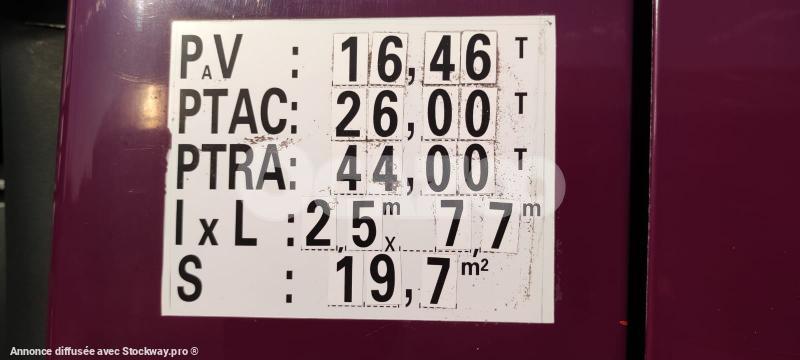 PAV : 16,46 T
PTAC: 26,00 T
PTRA: 44,00 T
l x L : 2,5 m x 7,7 m
S : 19,7 m²
Annonce diffusée avec Stockway.pro ®